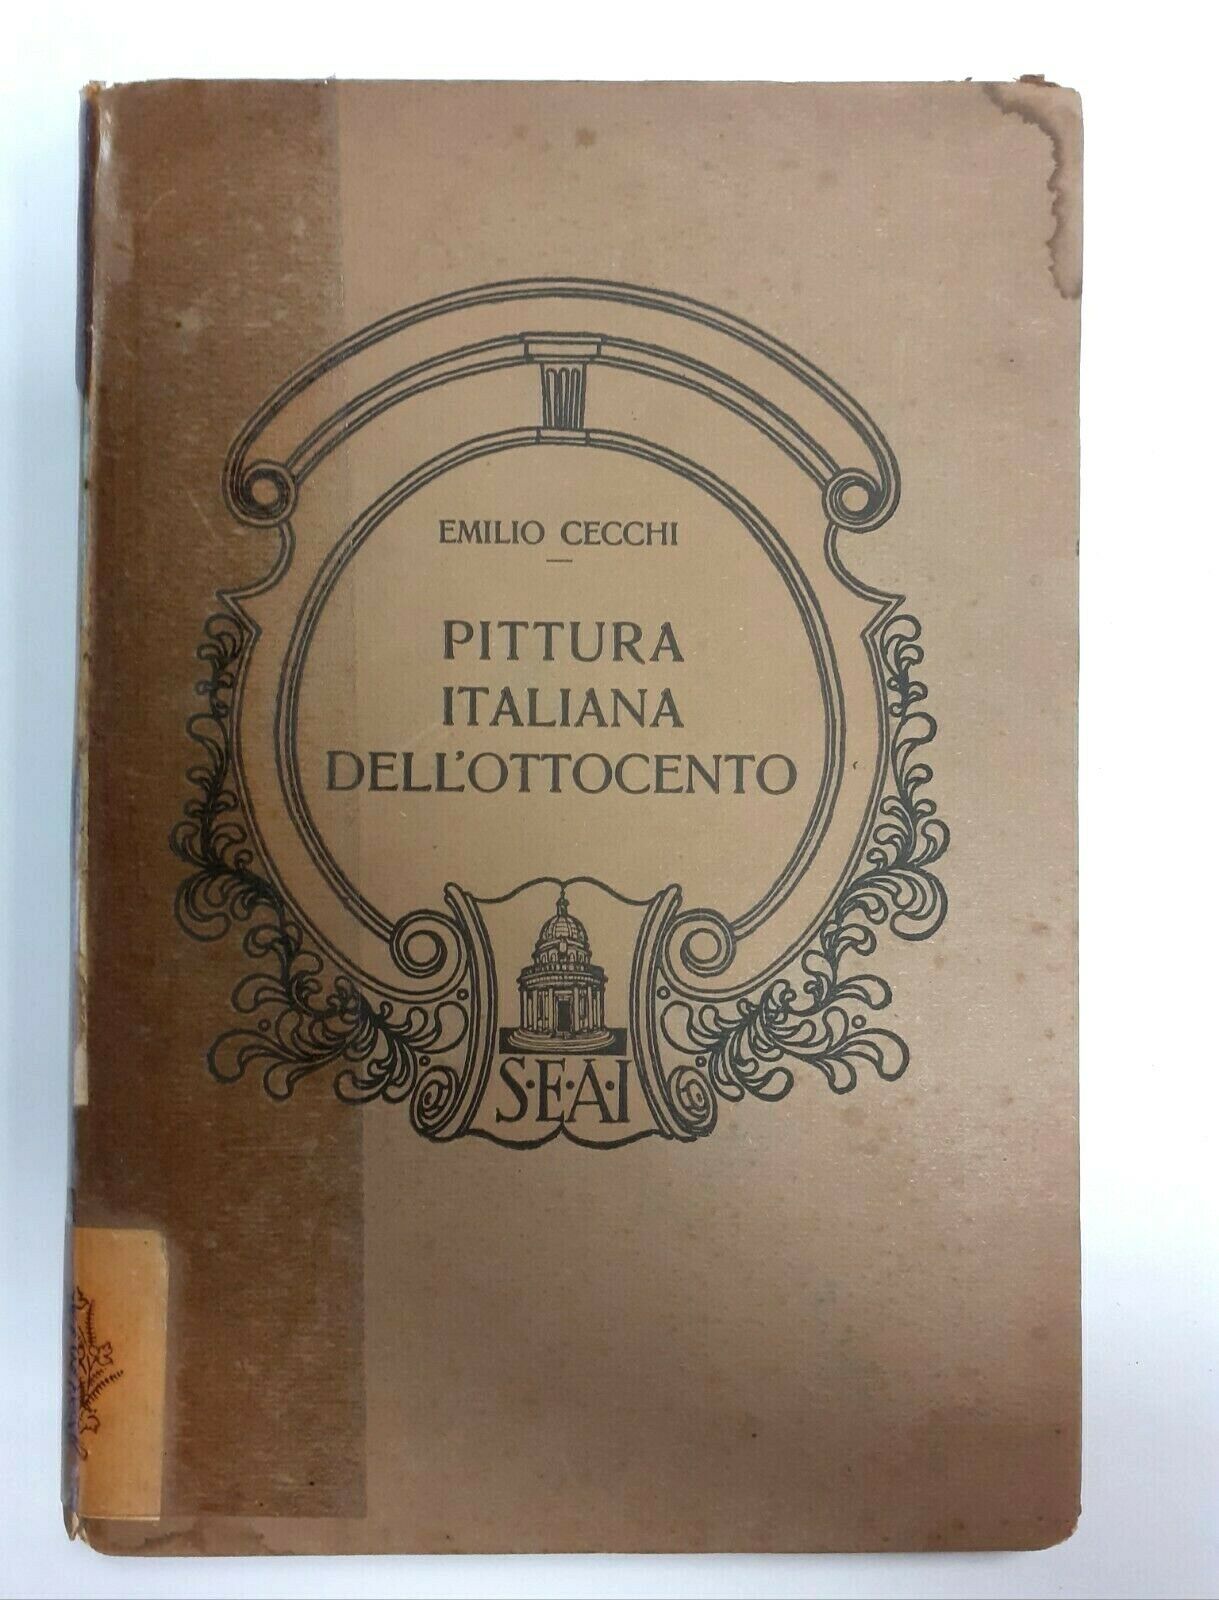 EMILIO CECCHI
PITTURA
ITALIANA
DELL'OTTOCENTO
S·E·A·I